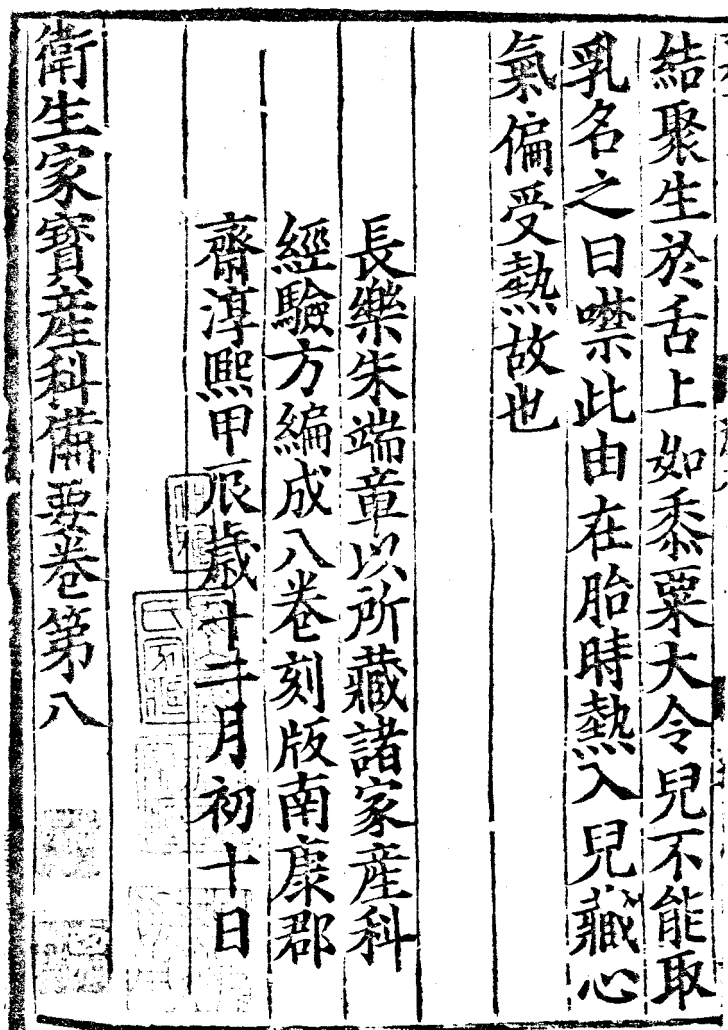 結聚生於舌上如黍粟大令兒不能取
乳名之曰噤此由在胎時熱入兒藏心
氣偏受熱故也
長樂朱端章以所藏諸家産科
經驗方編成八卷刻版南康郡
齋淳熙甲辰歳十二月初十日
衛生家寶産科備要卷第八